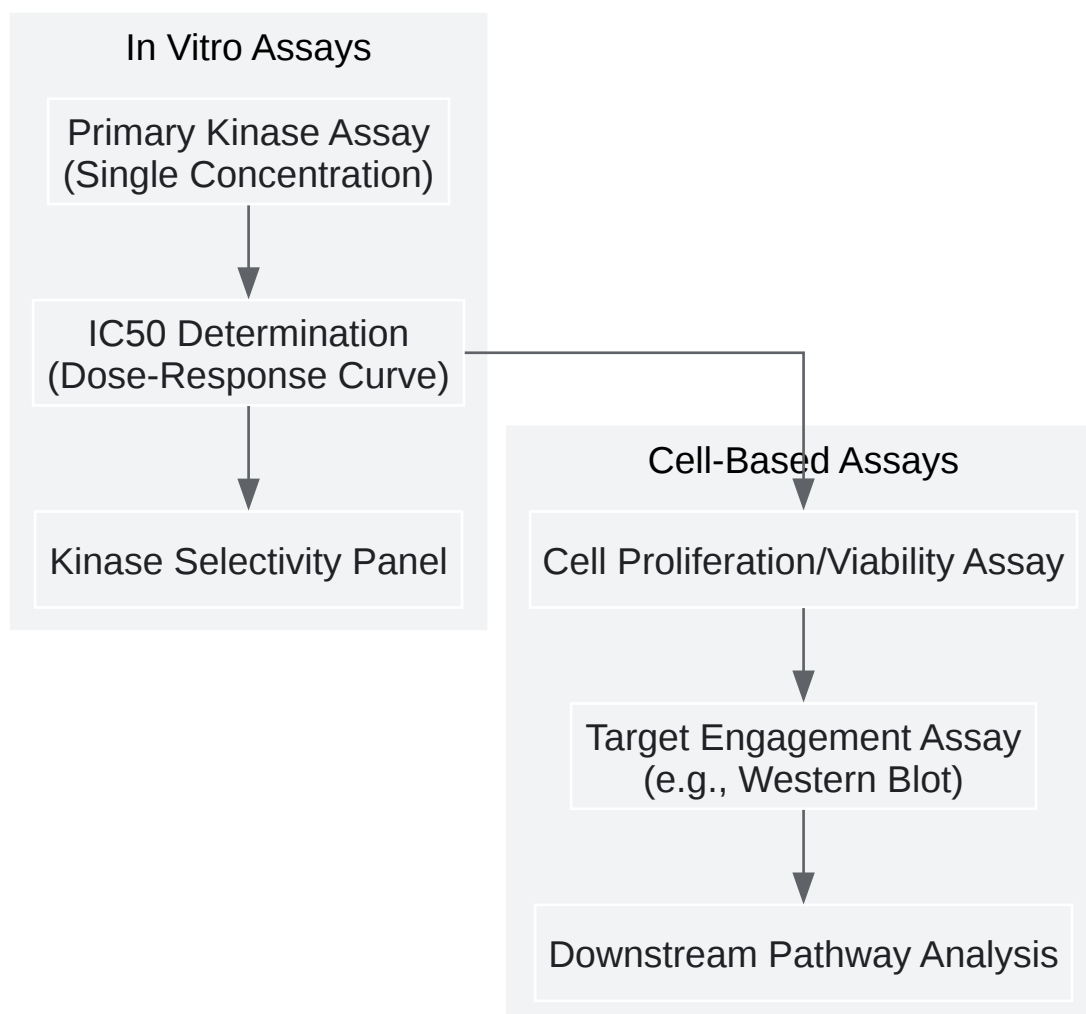 In Vitro Assays
Primary Kinase Assay
(Single Concentration)
IC50 Determination
(Dose-Response Curve)
Kinase Selectivity Panel
Cell-Based Assays
Cell Proliferation/Viability Assay
Target Engagement Assay
(e.g., Western Blot)
Downstream Pathway Analysis